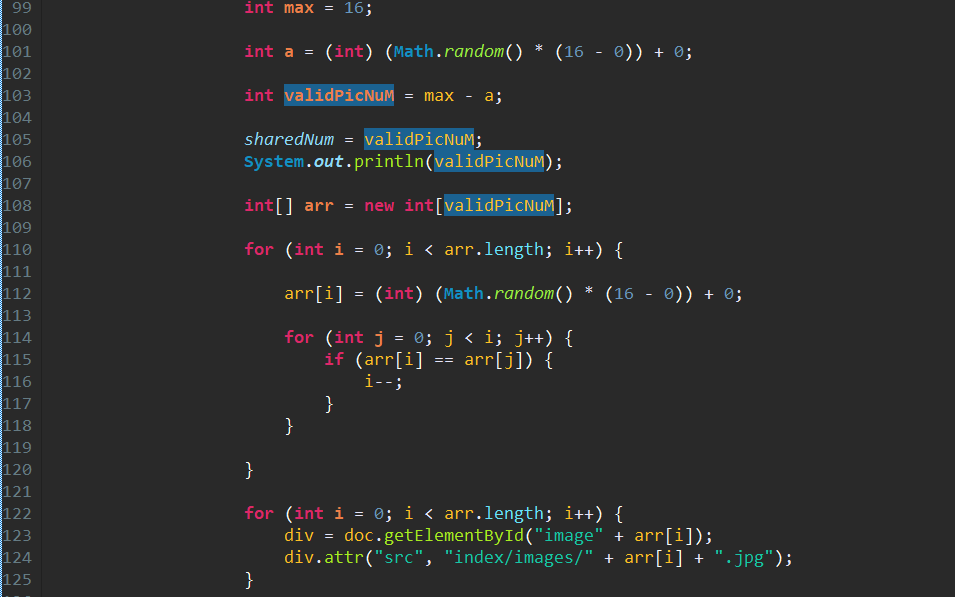 99 int max = 16;
100
101 int a = (int) (Math.random() * (16 - 0)) + 0;
102
103 int validPicNuM = max - a;
104
105 sharedNum = validPicNuM;
106 System.out.println(validPicNuM);
107
108 int[] arr = new int[validPicNuM];
109
110 for (int i = 0; i < arr.length; i++) {
111
112 arr[i] = (int) (Math.random() * (16 - 0)) + 0;
113
114 for (int j = 0; j < i; j++) {
115 if (arr[i] == arr[j]) {
116 i--;
117 }
118 }
119
120 }
121
122 for (int i = 0; i < arr.length; i++) {
123 div = doc.getElementById("image" + arr[i]);
124 div.attr("src", "index/images/" + arr[i] + ".jpg");
125 }